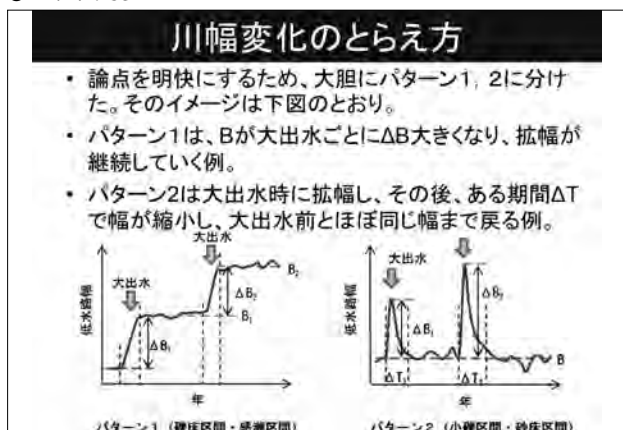 川幅変化のとらえ方
・ 論点を明快にするため、大胆にパターン1, 2に分け
た。そのイメージは下図のとおり。
・ パターン1は、Bが大出水ごとにΔB大きくなり、拡幅が
継続していく例。
・ パターン2は大出水時に拡幅し、その後、ある期間ΔT
で幅が縮小し、大出水前とほぼ同じ幅まで戻る例。
大出水
大出水
低水路幅
ΔB₁
ΔB₂
B₁
B₂
年
大出水
低水路幅
ΔB₁
ΔB₂
B
ΔT₁
ΔT₁
年
パターン1 (礫床区間・感潮区間)
パターン2 (小礫区間・砂床区間)